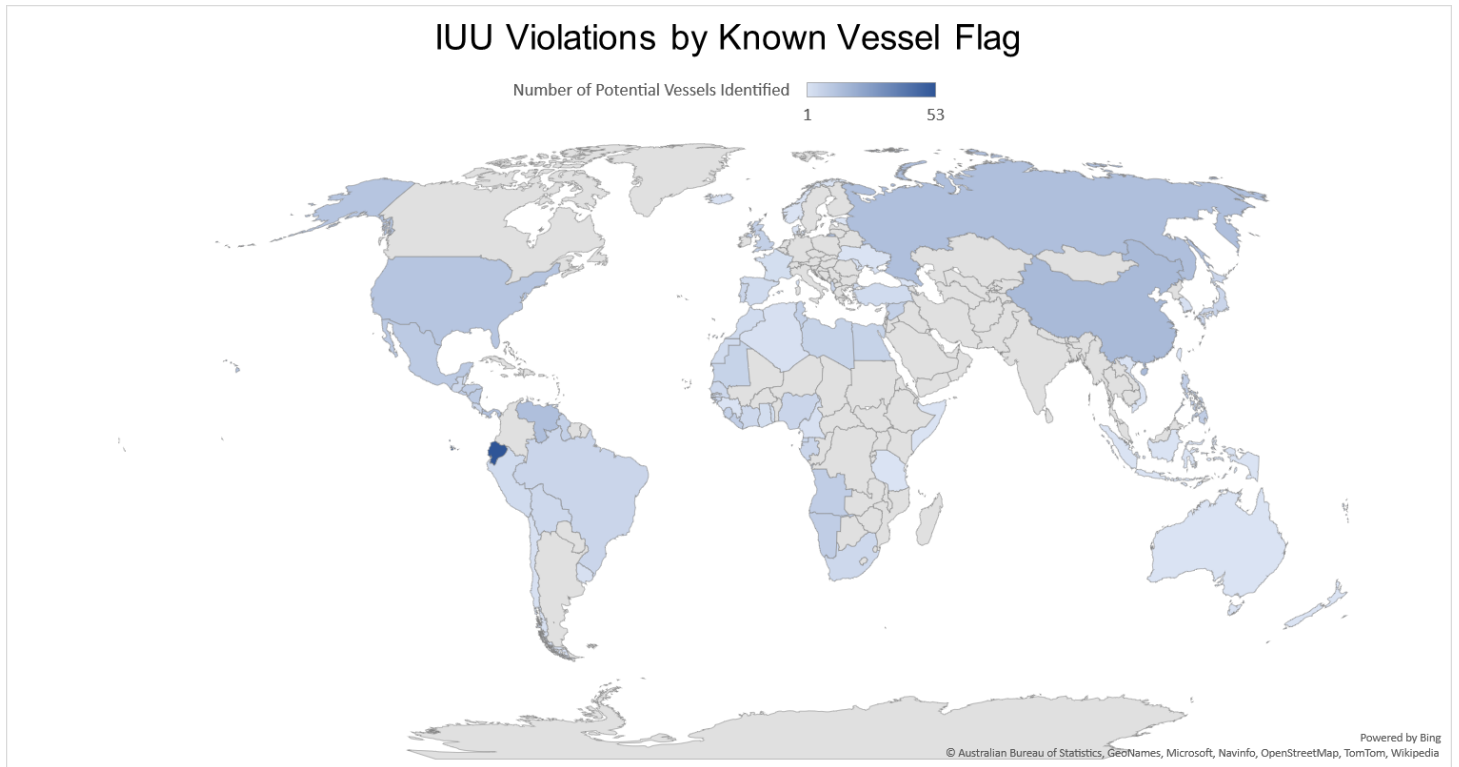 IUU Violations by Known Vessel Flag
Number of Potential Vessels Identified
1 53
Powered by Bing
© Australian Bureau of Statistics, GeoNames, Microsoft, Navinfo, OpenStreetMap, TomTom, Wikipedia